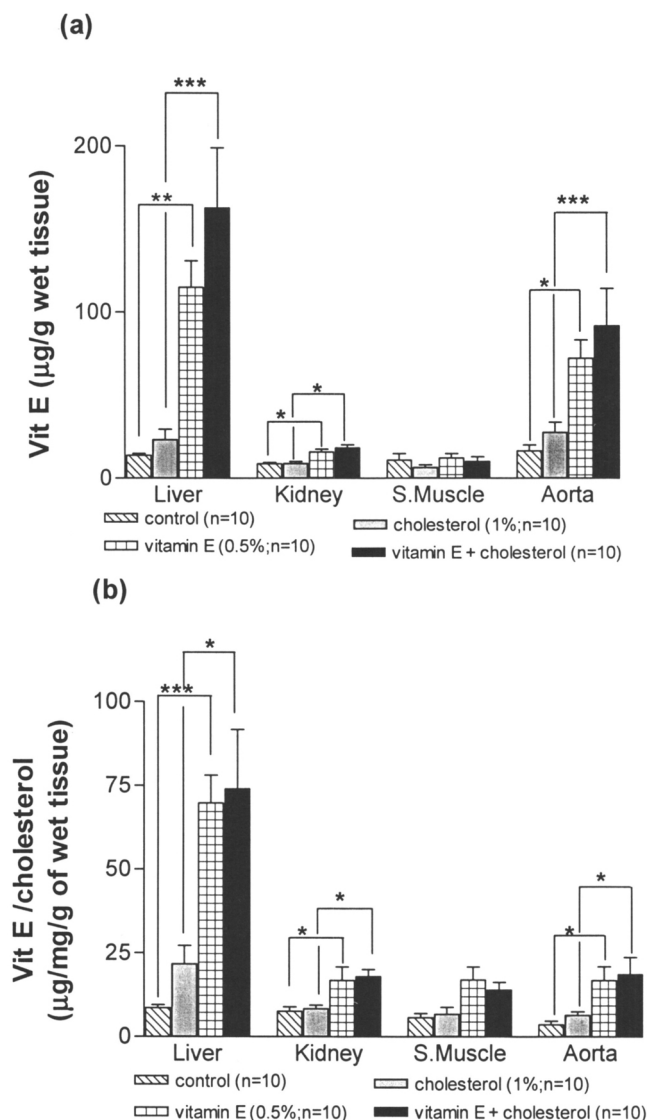 (a)
Vit E (µg/g wet tissue)
200
100
0
***
**
*
*
*
***
Liver Kidney S.Muscle Aorta
control (n=10) cholesterol (1%;n=10)
vitamin E (0.5%;n=10) vitamin E + cholesterol (n=10)
(b)
Vit E /cholesterol
(µg/mg/g of wet tissue)
100
75
50
25
0
*
***
*
*
*
*
Liver Kidney S.Muscle Aorta
control (n=10) cholesterol (1%;n=10)
vitamin E (0.5%;n=10) vitamin E + cholesterol (n=10)